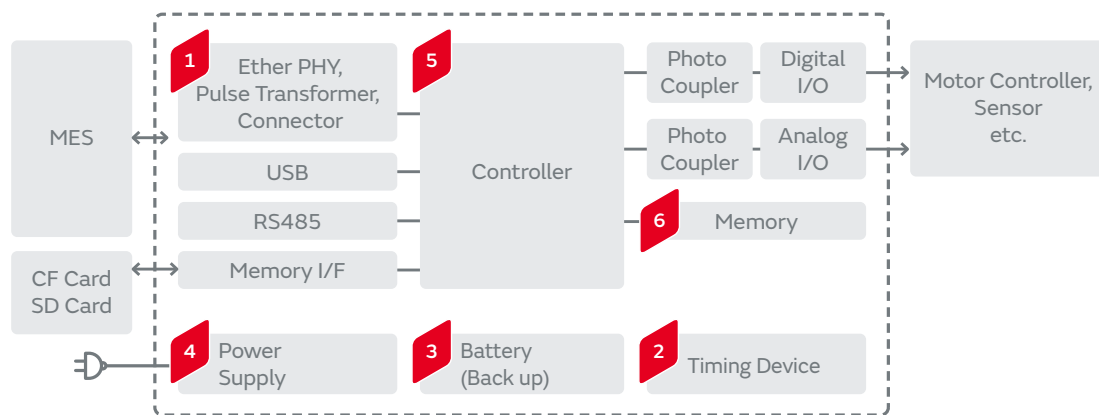 MES
CF Card
SD Card
1
Ether PHY,
Pulse Transformer,
Connector
USB
RS485
Memory I/F
5
Controller
Photo
Coupler
Digital
I/O
Photo
Coupler
Analog
I/O
6
Memory
Motor Controller,
Sensor
etc.
4
Power
Supply
3
Battery
(Back up)
2
Timing Device